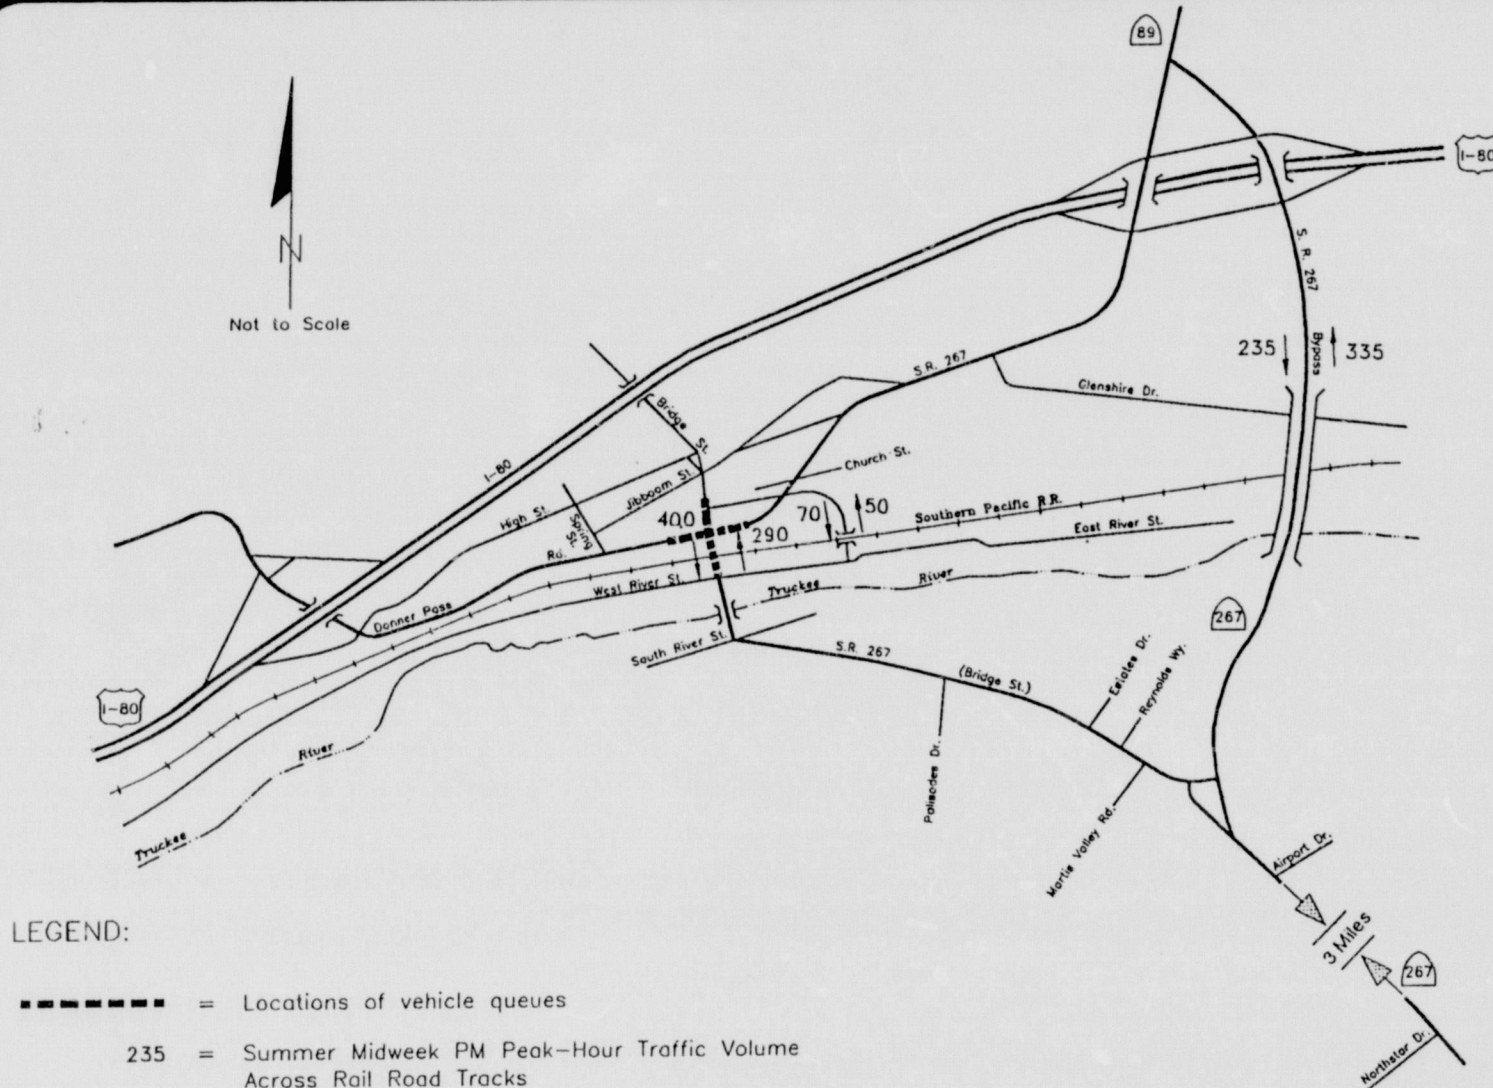 89
I-80
N
Not to Scale
S. R. 267
Bypass
235
335
S.R. 267
Glenshire Dr.
Bridge
St.
I-80
Church St.
High St.
Jibboom St.
Spring
St.
400
290
70
50
Southern Pacific R.R.
East River St.
Rd.
Donner Pass
West River St.
Truckee
River
South River St.
S.R. 267
(Bridge St.)
267
Estates Dr.
Reynolds Wy.
I-80
River
Truckee
Palisades Dr.
Martis Valley Rd.
Airport Dr.
3 Miles
267
Northstar Dr.
LEGEND:
= Locations of vehicle queues
235 = Summer Midweek PM Peak-Hour Traffic Volume
Across Rail Road Tracks